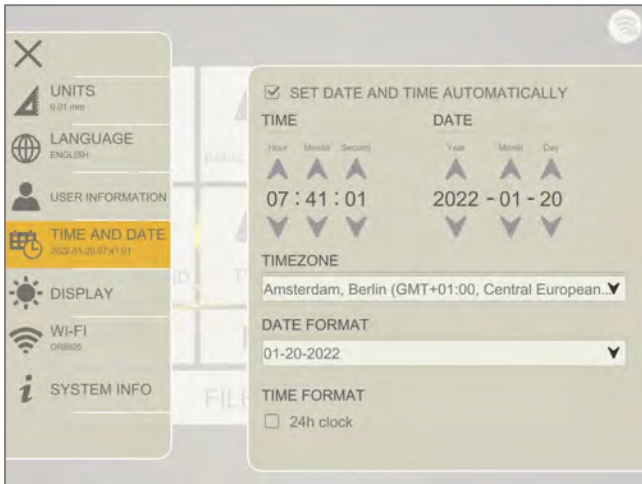 UNITS
0.01 mm
LANGUAGE
ENGLISH
USER INFORMATION
TIME AND DATE
2022-01-20 07:41:01
DISPLAY
WI-FI
ORBI05
SYSTEM INFO
SET DATE AND TIME AUTOMATICALLY
TIME DATE
Hour Minute Second Year Month Day
07 : 41 : 01 2022 - 01 - 20
TIMEZONE
Amsterdam, Berlin (GMT+01:00, Central European...
DATE FORMAT
01-20-2022
TIME FORMAT
24h clock